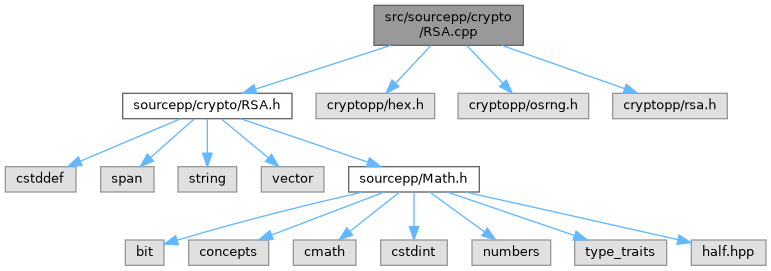 src/sourcepp/crypto
/RSA.cpp
sourcepp/crypto/RSA.h
cryptopp/hex.h
cryptopp/osrng.h
cryptopp/rsa.h
cstddef
span
string
vector
sourcepp/Math.h
bit
concepts
cmath
cstdint
numbers
type_traits
half.hpp